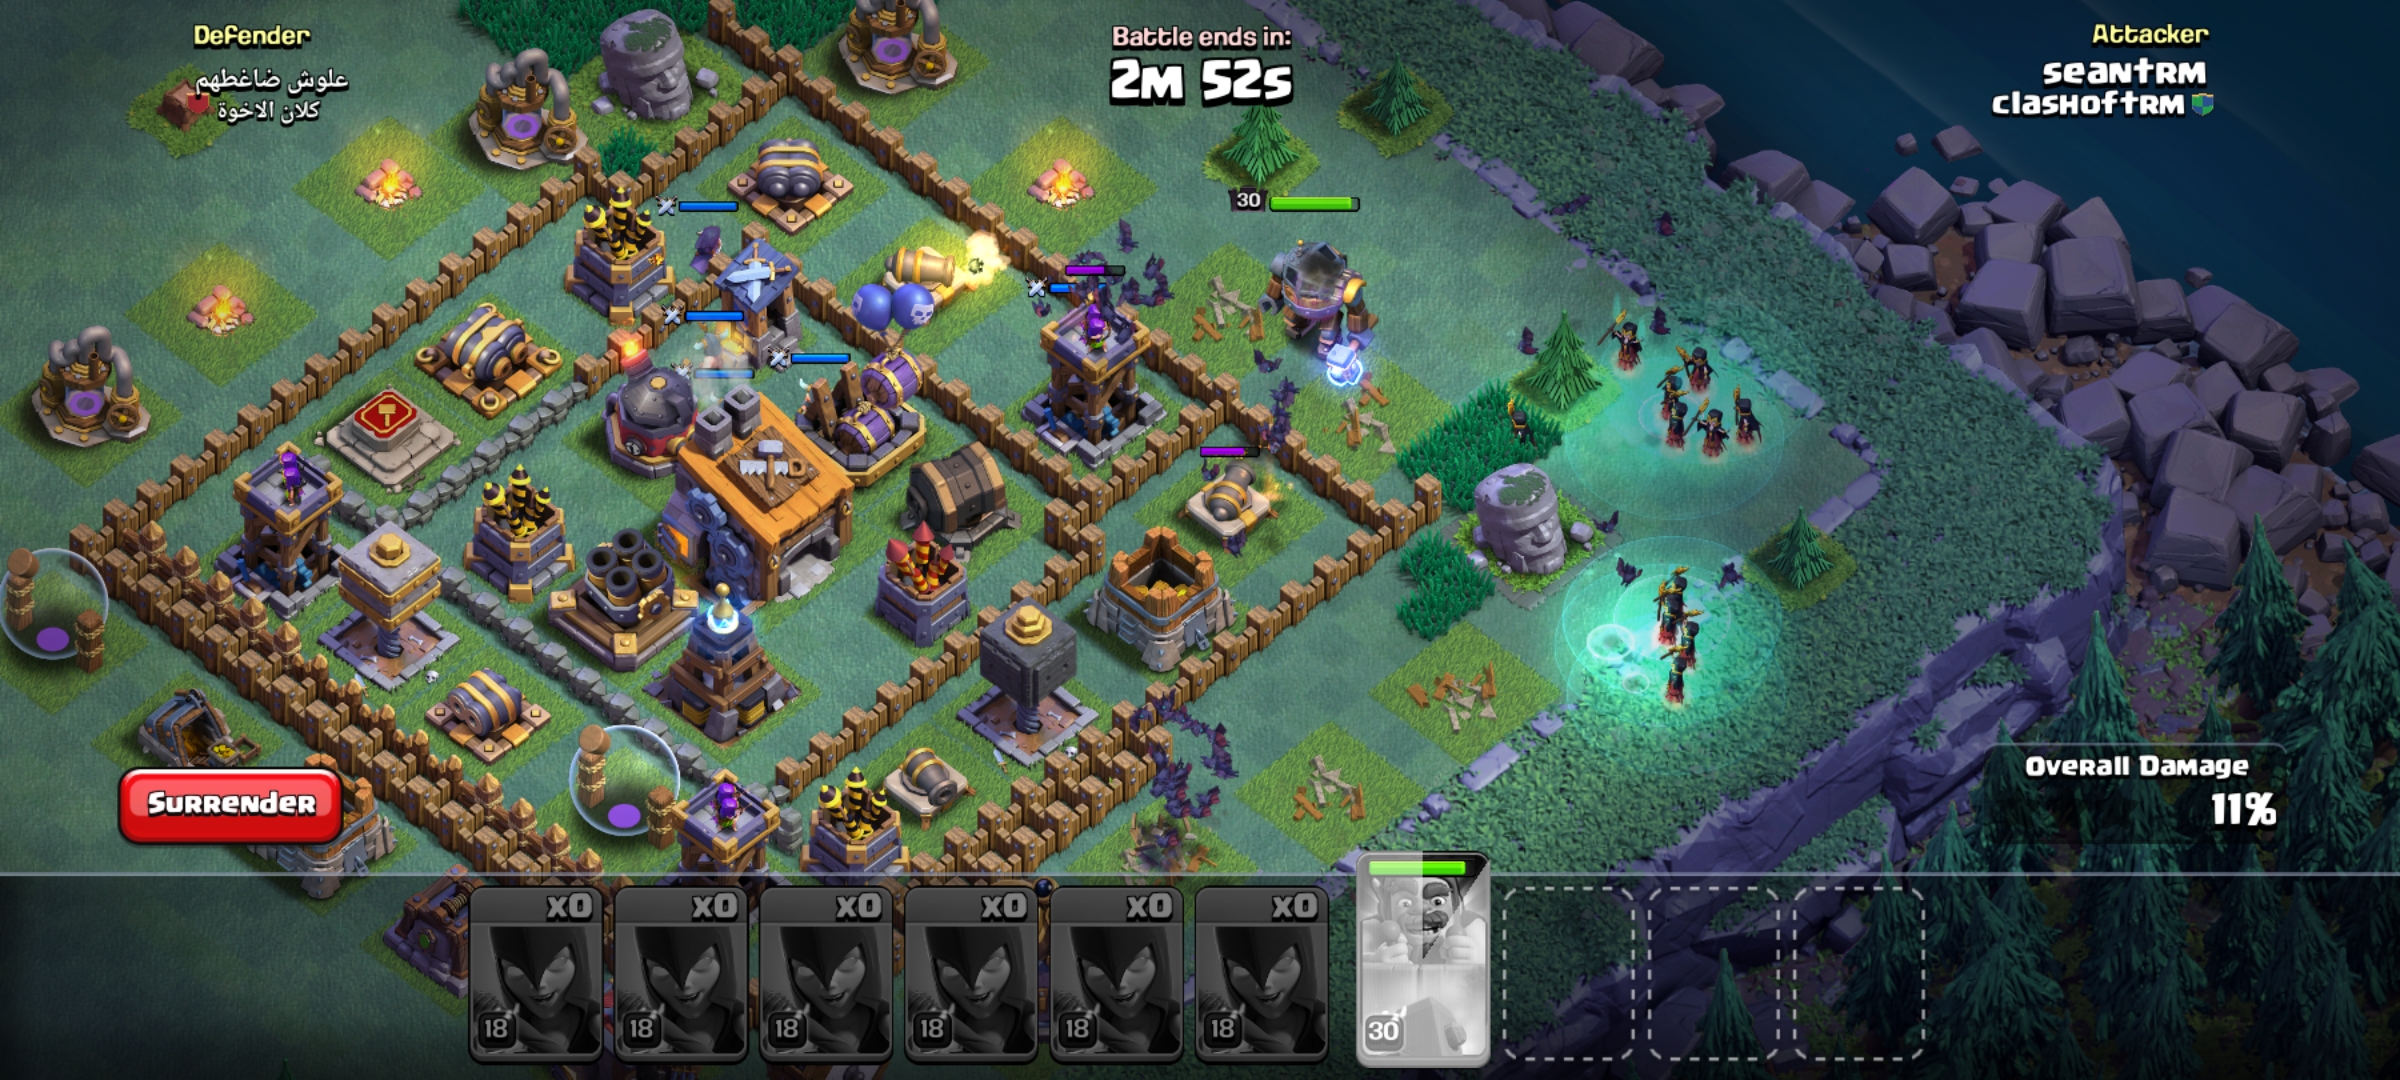 Defender
علوش ضاغطهم
كلان الاخوة
Battle ends in:
2M 52s
Attacker
seantRM
clashoftRM
30
Surrender
Overall Damage
11%
x0 x0 x0 x0 x0 x0
18 18 18 18 18 18 30